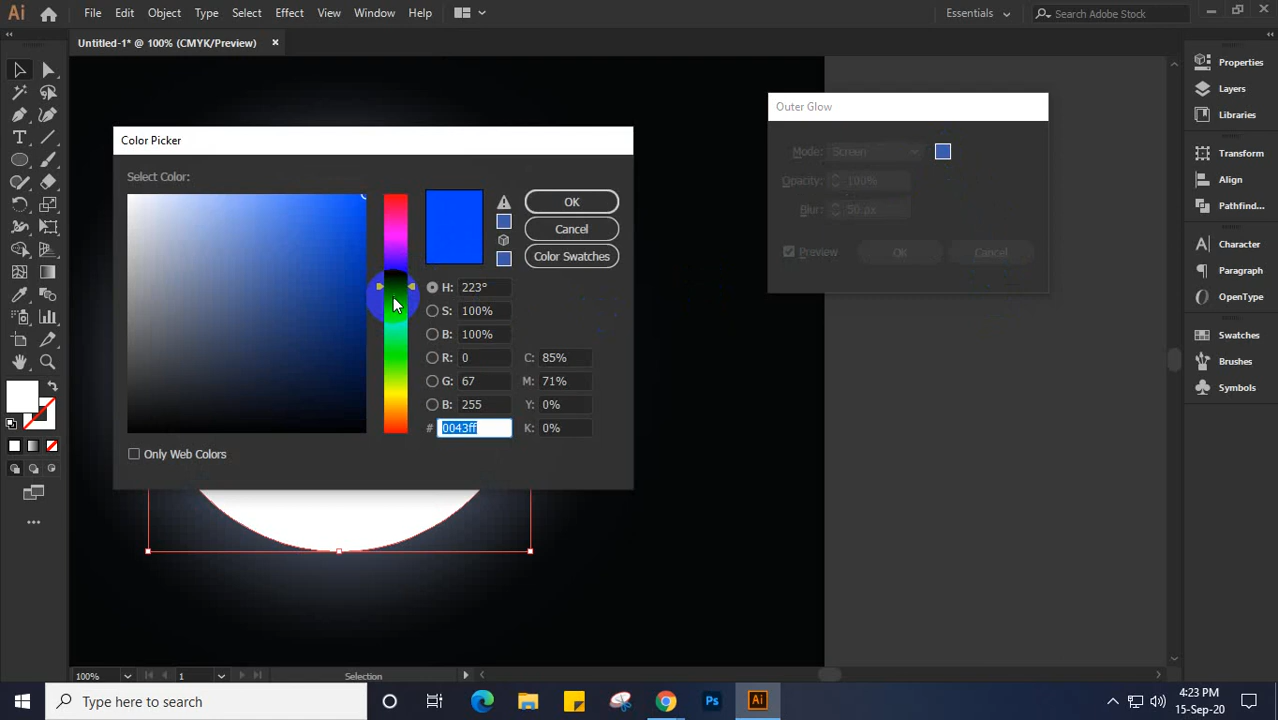 Ai File Edit Object Type Select Effect View Window Help Essentials Search Adobe Stock
Untitled-1* @ 100% (CMYK/Preview)
Color Picker
Select Color:
OK
Cancel
Color Swatches
H: 223°
S: 100%
B: 100%
R: 0 C: 85%
G: 67 M: 71%
B: 255 Y: 0%
# 0043ff K: 0%
Only Web Colors
Outer Glow
Mode: Screen
Opacity: 100%
Blur: 50 px
Preview OK Cancel
Properties
Layers
Libraries
Transform
Align
Pathfind...
Character
Paragraph
OpenType
Swatches
Brushes
Symbols
100% 1 Selection
Type here to search Ps Ai
4:23 PM
15-Sep-20